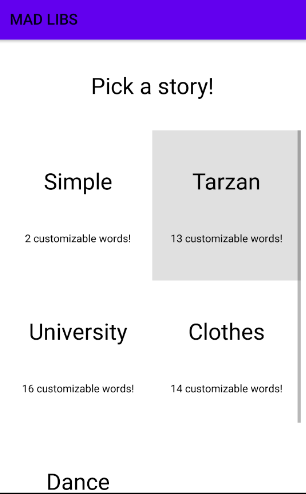 MAD LIBS
Pick a story!
Simple
2 customizable words!
Tarzan
13 customizable words!
University
16 customizable words!
Clothes
14 customizable words!
Dance